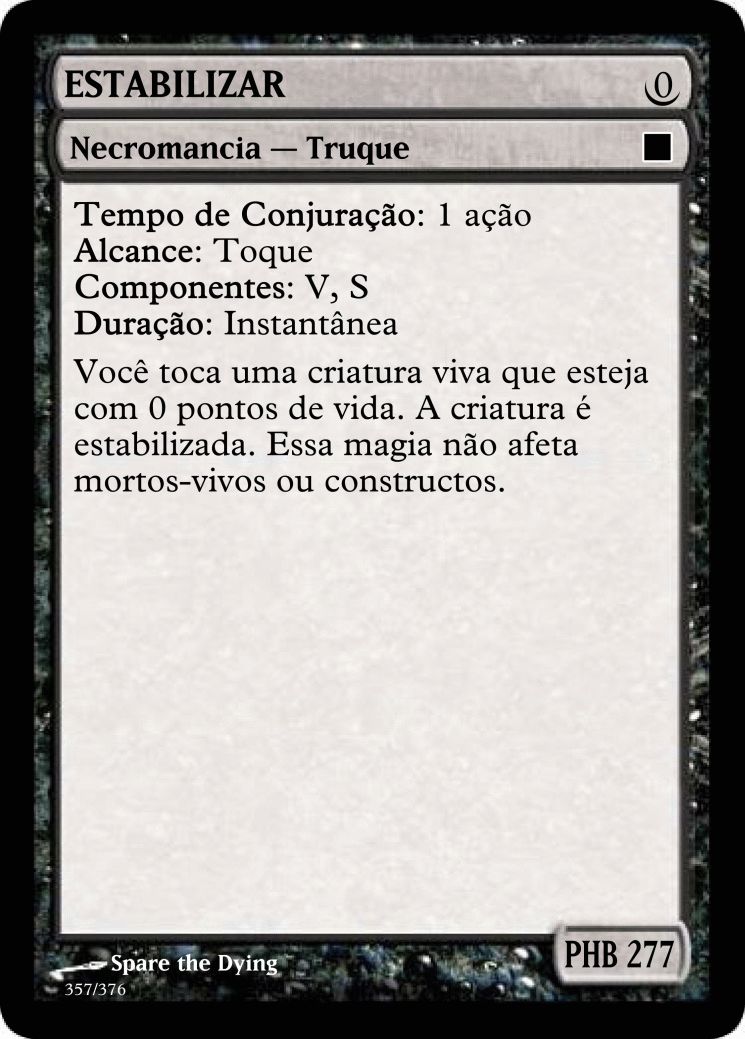 ESTABILIZAR 0
Necromancia — Truque
Tempo de Conjuração: 1 ação
Alcance: Toque
Componentes: V, S
Duração: Instantânea
Você toca uma criatura viva que esteja
com 0 pontos de vida. A criatura é
estabilizada. Essa magia não afeta
mortos-vivos ou constructos.
PHB 277
Spare the Dying
357/376